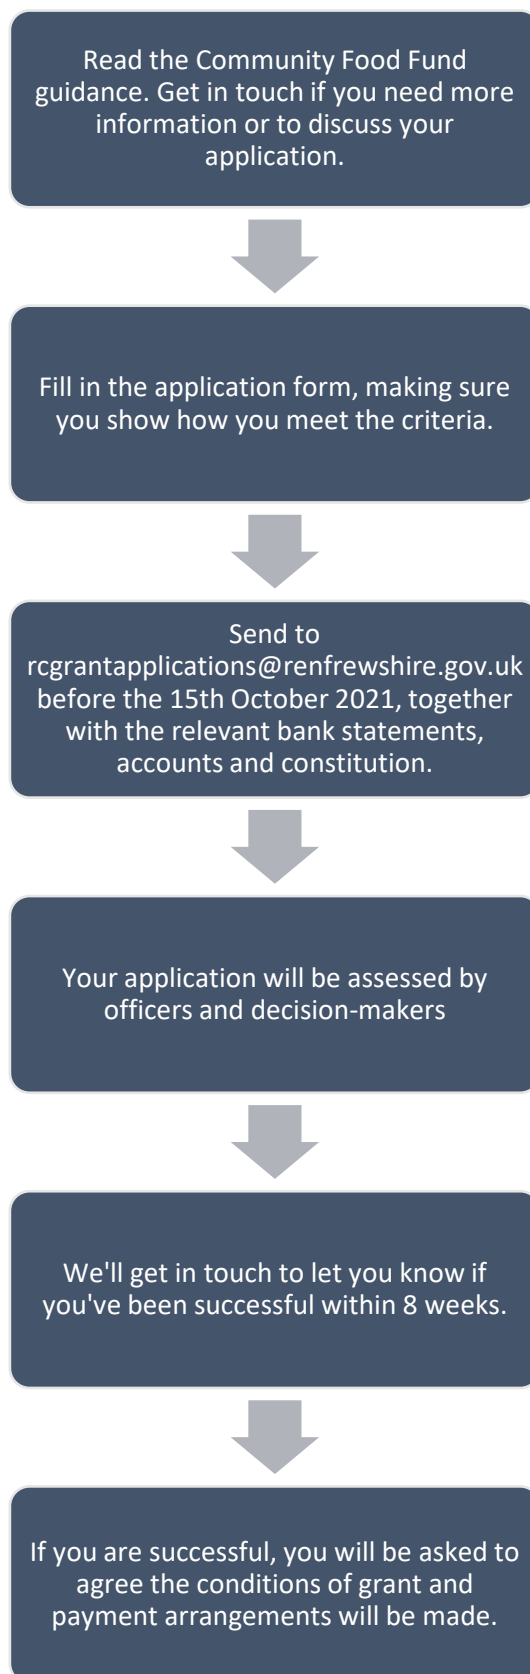 Read the Community Food Fund
guidance. Get in touch if you need more
information or to discuss your
application.
Fill in the application form, making sure
you show how you meet the criteria.
Send to
rcgrantapplications@renfrewshire.gov.uk
before the 15th October 2021, together
with the relevant bank statements,
accounts and constitution.
Your application will be assessed by
officers and decision-makers
We'll get in touch to let you know if
you've been successful within 8 weeks.
If you are successful, you will be asked to
agree the conditions of grant and
payment arrangements will be made.